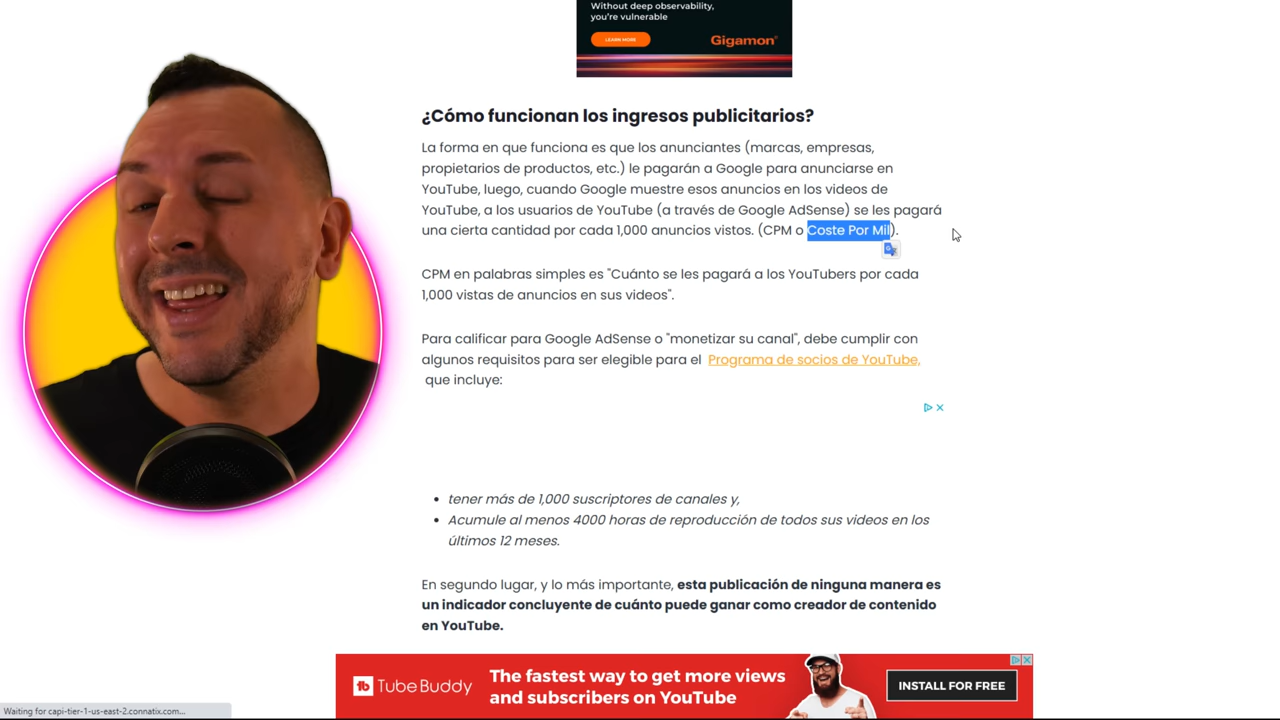 Without deep observability,
you're vulnerable
LEARN MORE
Gigamon®
¿Cómo funcionan los ingresos publicitarios?
La forma en que funciona es que los anunciantes (marcas, empresas,
propietarios de productos, etc.) le pagarán a Google para anunciarse en
YouTube, luego, cuando Google muestre esos anuncios en los videos de
YouTube, a los usuarios de YouTube (a través de Google AdSense) se les pagará
una cierta cantidad por cada 1,000 anuncios vistos. (CPM o Coste Por Mil).
CPM en palabras simples es "Cuánto se les pagará a los YouTubers por cada
1,000 vistas de anuncios en sus videos".
Para calificar para Google AdSense o "monetizar su canal", debe cumplir con
algunos requisitos para ser elegible para el Programa de socios de YouTube,
que incluye:
tener más de 1,000 suscriptores de canales y,
Acumule al menos 4000 horas de reproducción de todos sus videos en los
últimos 12 meses.
En segundo lugar, y lo más importante, esta publicación de ninguna manera es
un indicador concluyente de cuánto puede ganar como creador de contenido
en YouTube.
tb TubeBuddy
The fastest way to get more views
and subscribers on YouTube
INSTALL FOR FREE
Waiting for capi-tier-1-us-east-2.connatix.com...